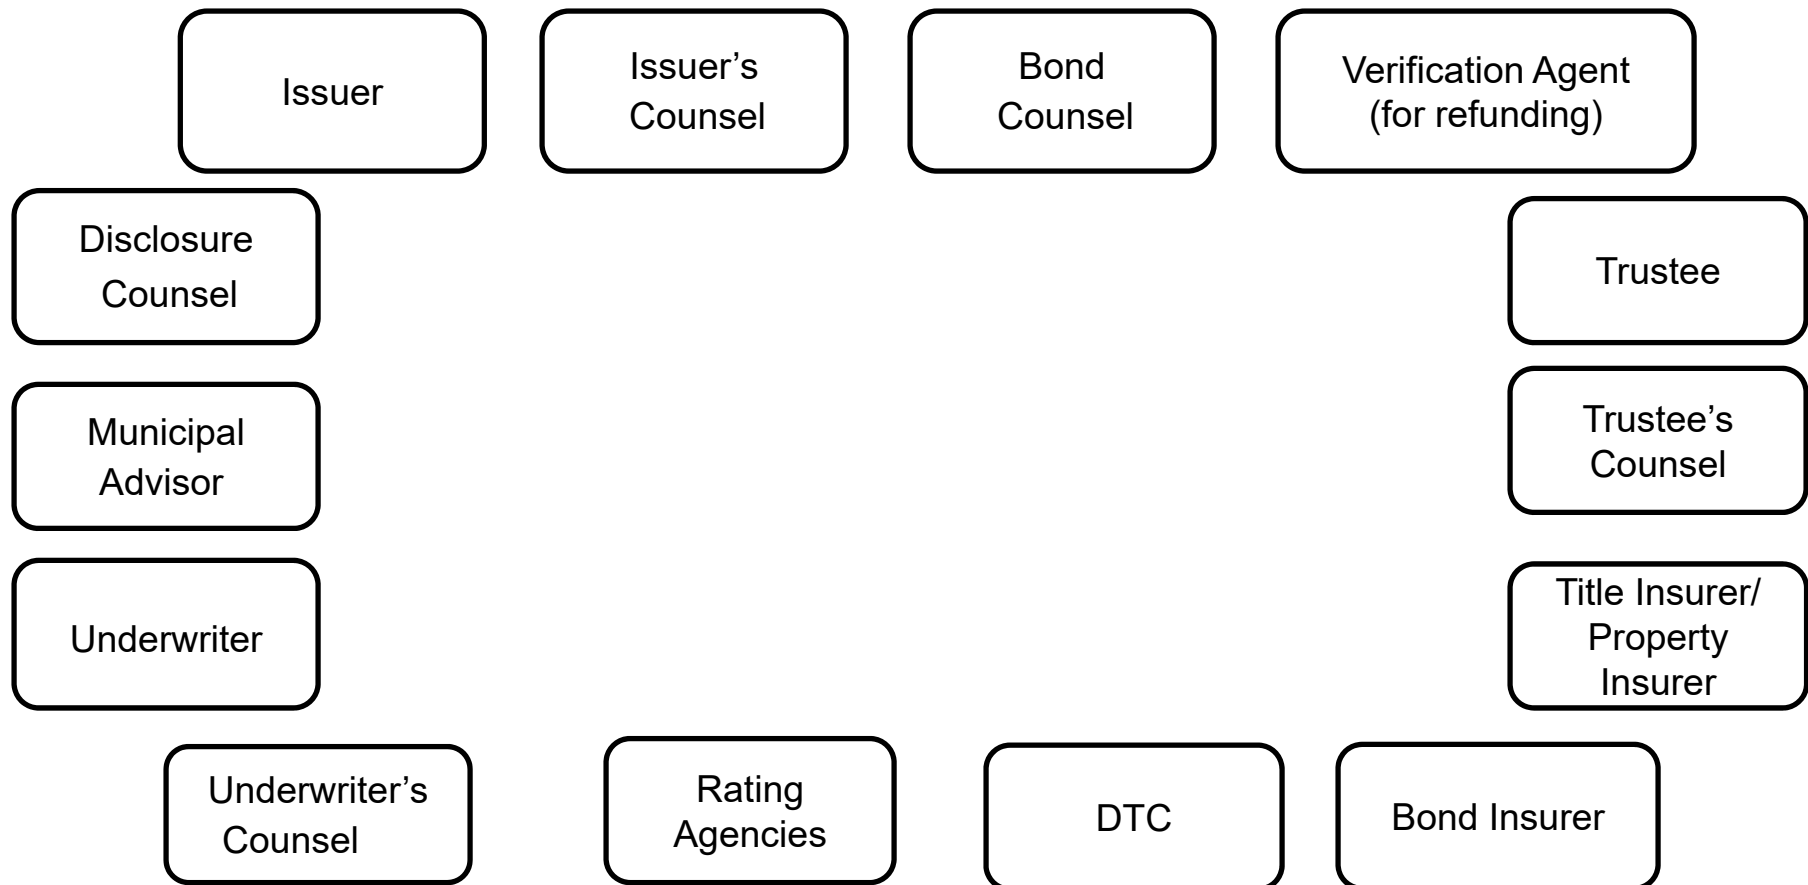 Issuer
Issuer’s
Counsel
Bond
Counsel
Verification Agent
(for refunding)
Disclosure
Counsel
Trustee
Municipal
Advisor
Trustee’s
Counsel
Underwriter
Title Insurer/
Property
Insurer
Underwriter’s
Counsel
Rating
Agencies
DTC
Bond Insurer